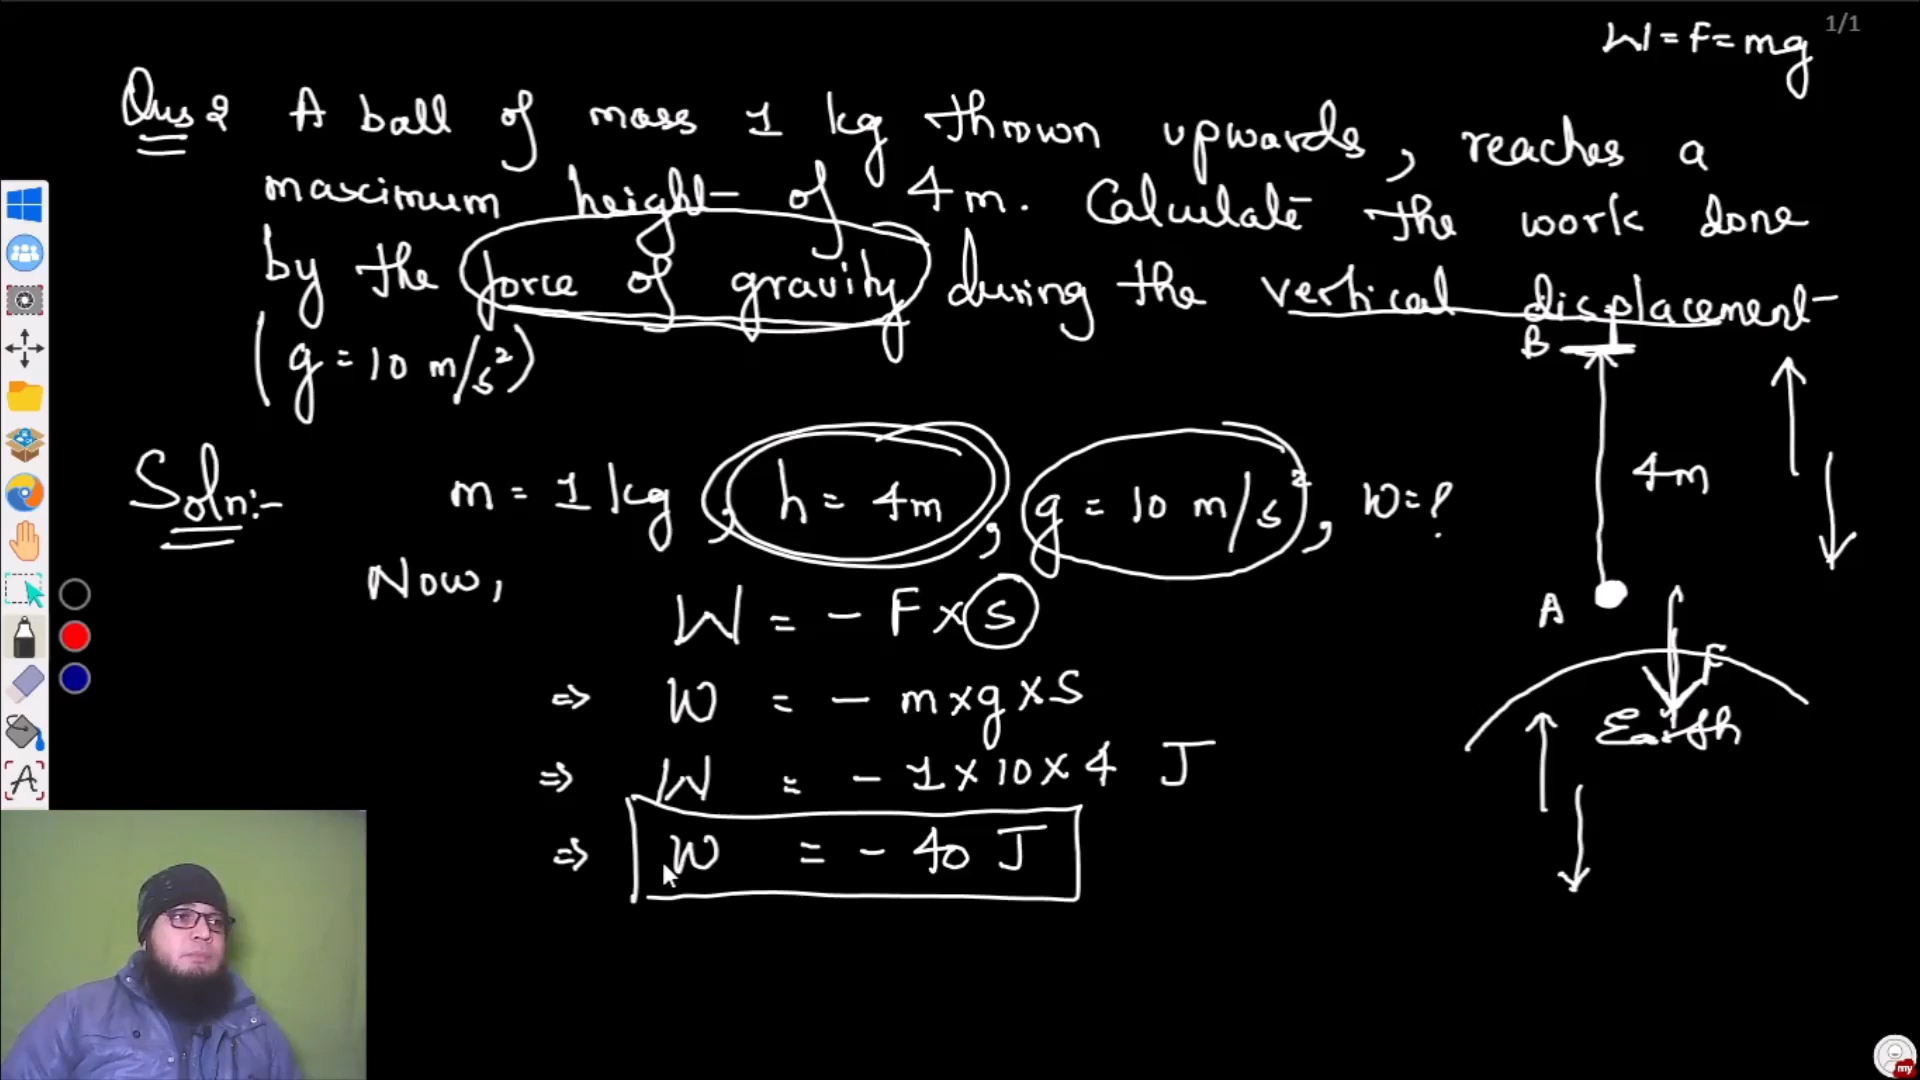 1/1
W = F = mg
Qus 2 A ball of mass 1 kg thrown upwards, reaches a
maximum height of 4 m. Calculate the work done
by the force of gravity during the vertical displacement
(g = 10 m/s²)
B
4m
Soln:- m = 1 kg, h = 4m, g = 10 m/s², W = ?
Now,
W = - F × s
A
⇒ W = - m × g × s
F
Earth
⇒ W = - 1 × 10 × 4 J
⇒ W = - 40 J
A
my